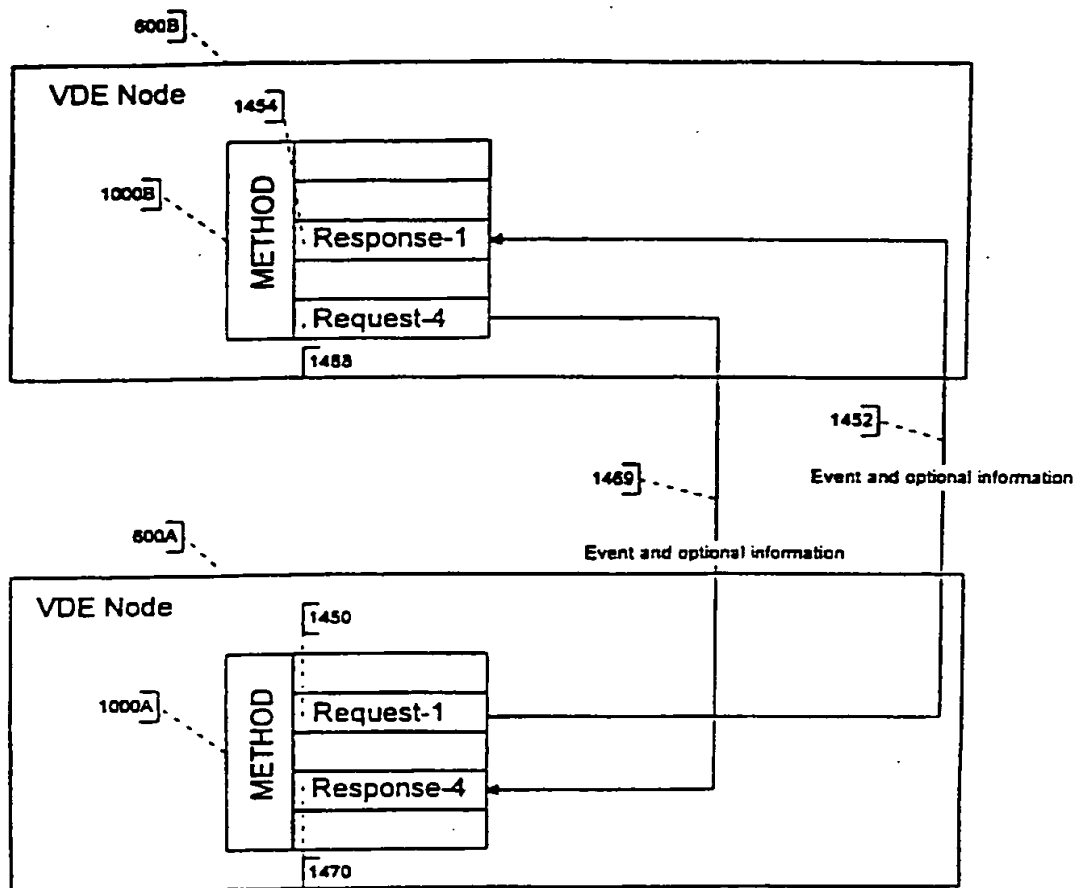 600B
VDE Node
1454
1000B
METHOD
Response-1
Request-4
1468
1452
Event and optional information
1469
600A
Event and optional information
VDE Node
1450
1000A
METHOD
Request-1
Response-4
1470